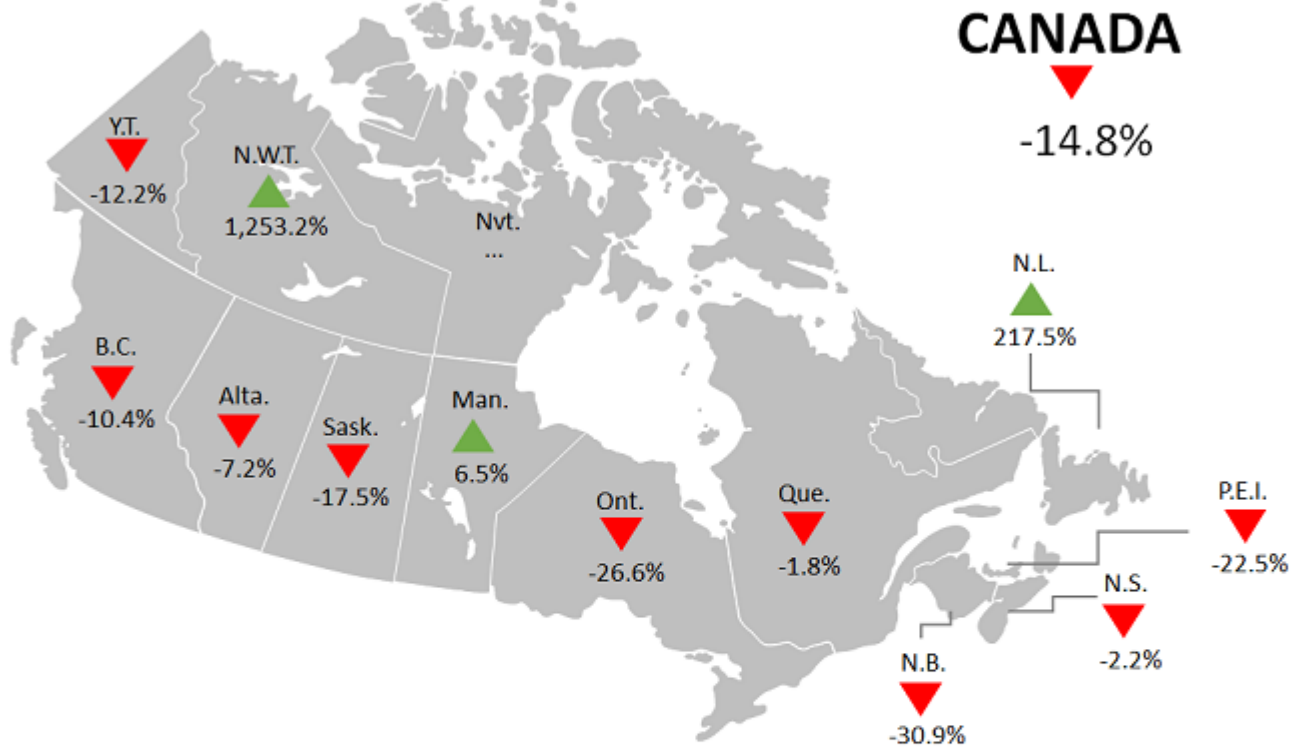 CANADA
-14.8%
Y.T.
-12.2%
N.W.T.
1,253.2%
Nvt.
...
N.L.
217.5%
B.C.
-10.4%
Alta.
-7.2%
Sask.
-17.5%
Man.
6.5%
Ont.
-26.6%
Que.
-1.8%
P.E.I.
-22.5%
N.S.
-2.2%
N.B.
-30.9%